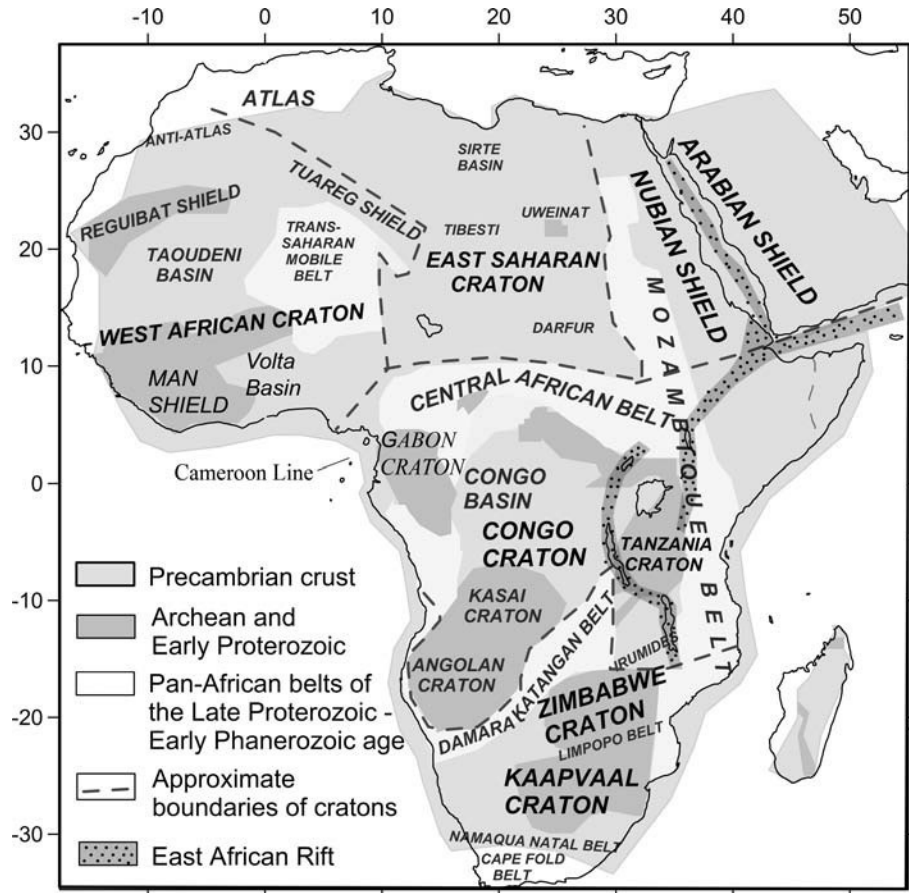 -10 0 10 20 30 40 50
30
20
10
0
-10
-20
-30
ATLAS
ANTI-ATLAS
SIRTE
BASIN
TUAREG SHIELD
REGUIBAT SHIELD
TRANS-
SAHARAN
MOBILE
BELT
TAOUDENI
BASIN
TIBESTI
UWEINAT
EAST SAHARAN
CRATON
NUBIAN SHIELD
ARABIAN SHIELD
WEST AFRICAN CRATON
DARFUR
MOZAMBIQUE BELT
MAN
SHIELD
Volta
Basin
CENTRAL AFRICAN BELT
GABON
CRATON
Cameroon Line
CONGO
BASIN
CONGO
CRATON
TANZANIA
CRATON
KASAI
CRATON
ANGOLAN
CRATON
DAMARA KATANGAN BELT
IRUMIDES
ZIMBABWE
CRATON
LIMPOPO BELT
KAAPVAAL
CRATON
NAMAQUA NATAL BELT
CAPE FOLD
BELT
Precambrian crust
Archean and
Early Proterozoic
Pan-African belts of
the Late Proterozoic -
Early Phanerozoic age
Approximate
boundaries of cratons
East African Rift